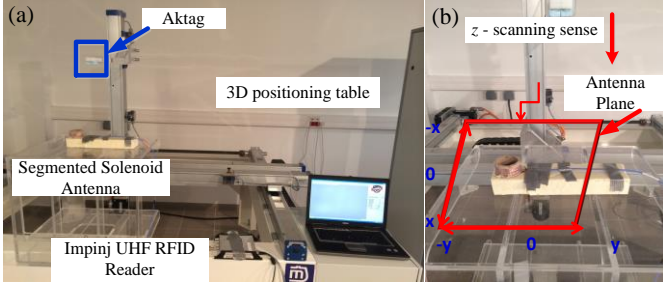 (a)
Aktag
3D positioning table
Segmented Solenoid
Antenna
Impinj UHF RFID
Reader
m
(b)
z - scanning sense
Antenna
Plane
-x
0
x
-y
0
y